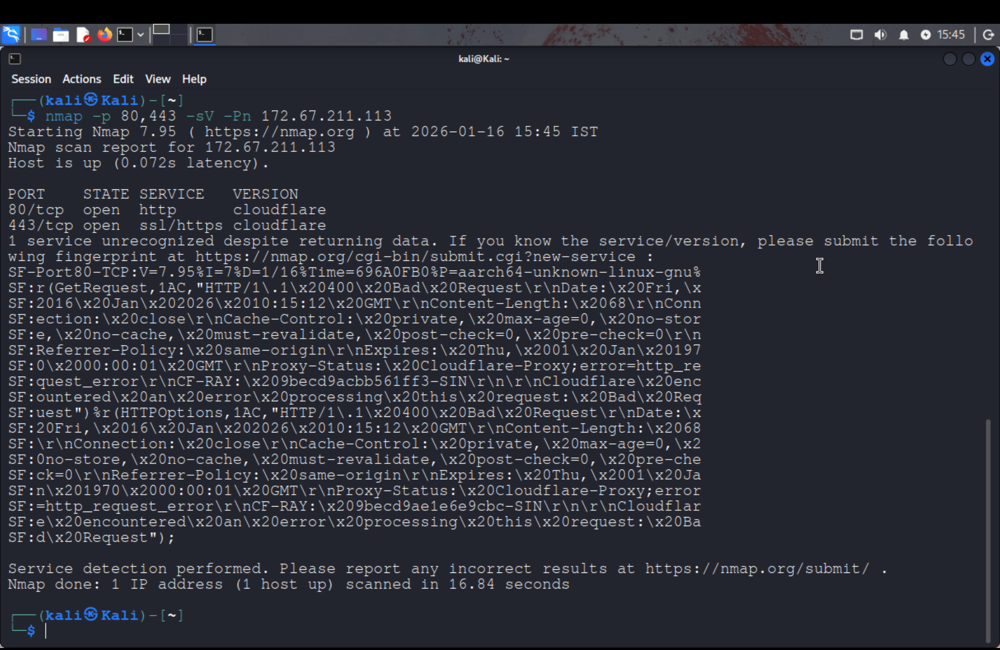 15:45
kali@Kali: ~
Session Actions Edit View Help
┌──(kali㉿Kali)-[~]
└─$ nmap -p 80,443 -sV -Pn 172.67.211.113
Starting Nmap 7.95 ( https://nmap.org ) at 2026-01-16 15:45 IST
Nmap scan report for 172.67.211.113
Host is up (0.072s latency).
PORT    STATE SERVICE   VERSION
80/tcp  open  http      cloudflare
443/tcp open  ssl/https cloudflare
1 service unrecognized despite returning data. If you know the service/version, please submit the follo
wing fingerprint at https://nmap.org/cgi-bin/submit.cgi?new-service :
SF-Port80-TCP:V=7.95%I=7%D=1/16%Time=696A0FB0%P=aarch64-unknown-linux-gnu%
SF:r(GetRequest,1AC,"HTTP/1\.1\x20400\x20Bad\x20Request\r\nDate:\x20Fri,\x
SF:2016\x20Jan\x202026\x2010:15:12\x20GMT\r\nContent-Length:\x2068\r\nConn
SF:ection:\x20close\r\nCache-Control:\x20private,\x20max-age=0,\x20no-stor
SF:e,\x20no-cache,\x20must-revalidate,\x20post-check=0,\x20pre-check=0\r\n
SF:Referrer-Policy:\x20same-origin\r\nExpires:\x20Thu,\x2001\x20Jan\x20197
SF:0\x2000:00:01\x20GMT\r\nProxy-Status:\x20Cloudflare-Proxy;error=http_re
SF:quest_error\r\nCF-RAY:\x209becd9acbb561ff3-SIN\r\n\r\nCloudflare\x20enc
SF:ountered\x20an\x20error\x20processing\x20this\x20request:\x20Bad\x20Req
SF:uest")%r(HTTPOptions,1AC,"HTTP/1\.1\x20400\x20Bad\x20Request\r\nDate:\x
SF:20Fri,\x2016\x20Jan\x202026\x2010:15:12\x20GMT\r\nContent-Length:\x2068
SF:\r\nConnection:\x20close\r\nCache-Control:\x20private,\x20max-age=0,\x2
SF:0no-store,\x20no-cache,\x20must-revalidate,\x20post-check=0,\x20pre-che
SF:ck=0\r\nReferrer-Policy:\x20same-origin\r\nExpires:\x20Thu,\x2001\x20Ja
SF:n\x201970\x2000:00:01\x20GMT\r\nProxy-Status:\x20Cloudflare-Proxy;error
SF:=http_request_error\r\nCF-RAY:\x209becd9ae1e6e9cbc-SIN\r\n\r\nCloudflar
SF:e\x20encountered\x20an\x20error\x20processing\x20this\x20request:\x20Ba
SF:d\x20Request");
Service detection performed. Please report any incorrect results at https://nmap.org/submit/ .
Nmap done: 1 IP address (1 host up) scanned in 16.84 seconds
┌──(kali㉿Kali)-[~]
└─$